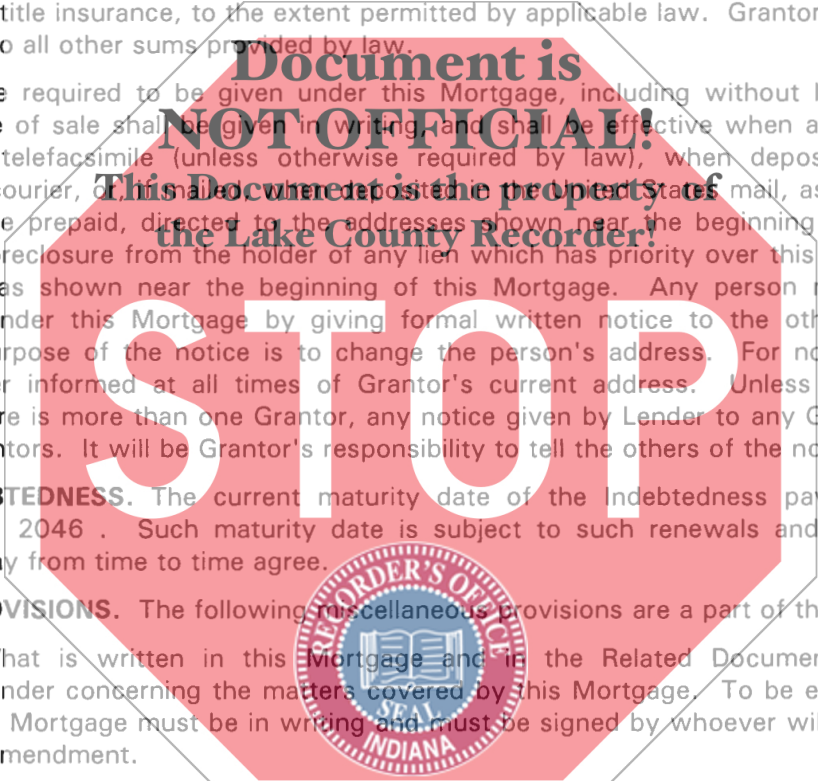 title insurance, to the extent permitted by applicable law. Grantor
o all other sums provided by law.
Document is
e required to be given under this Mortgage, including without l
NOT OFFICIAL!
e of sale shall be given in writing, and shall be effective when a
telefacsimile (unless otherwise required by law), when depos
This Document is the property of
courier, or, if mailed, when deposited in the United States mail, as
e prepaid, directed to the addresses shown near the beginning
the Lake County Recorder!
reclosure from the holder of any lien which has priority over this
as shown near the beginning of this Mortgage. Any person
nder this Mortgage by giving formal written notice to the oth
rpose of the notice is to change the person's address. For no
r informed at all times of Grantor's current address. Unless
re is more than one Grantor, any notice given by Lender to any G
ntors. It will be Grantor's responsibility to tell the others of the no
STOP
BTEDNESS. The current maturity date of the Indebtedness pay
2046 . Such maturity date is subject to such renewals and
y from time to time agree.
OVISIONS. The following miscellaneous provisions are a part of th
RECORDER'S OFFICE
hat is written in this Mortgage and in the Related Documen
nder concerning the matters covered by this Mortgage. To be e
SEAL
Mortgage must be in writing and must be signed by whoever wil
INDIANA
mendment.